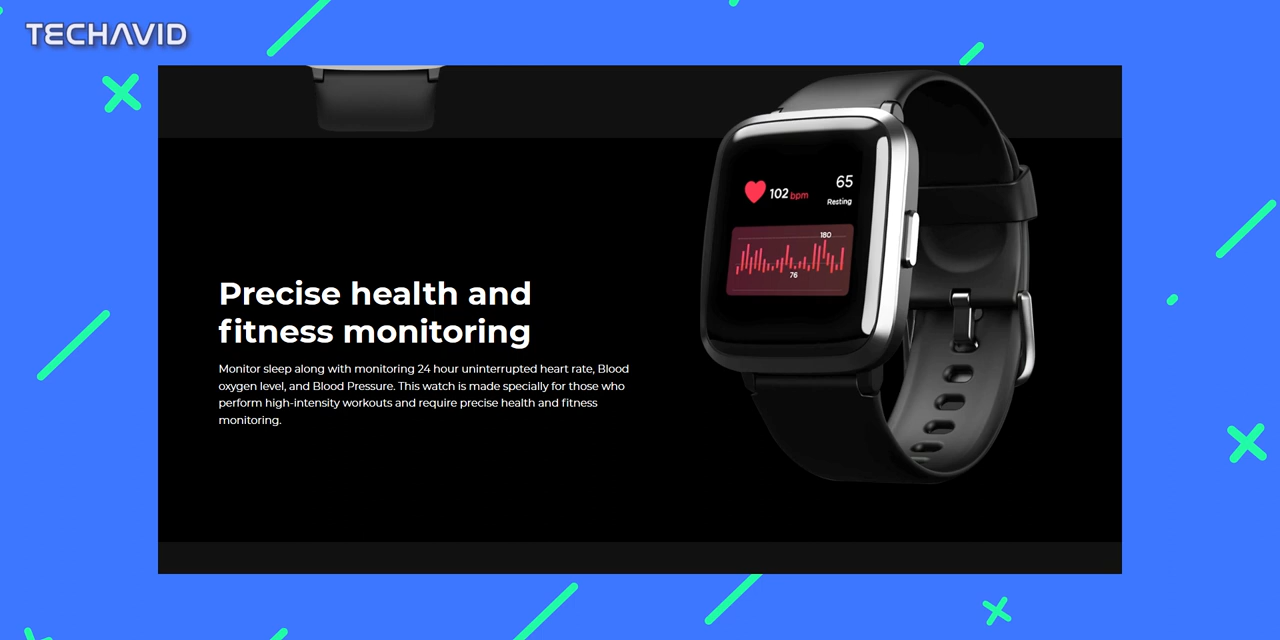 TECHAVID
102 bpm
65
Resting
180
76
Precise health and
fitness monitoring
Monitor sleep along with monitoring 24 hour uninterrupted heart rate, Blood
oxygen level, and Blood Pressure. This watch is made specially for those who
perform high-intensity workouts and require precise health and fitness
monitoring.